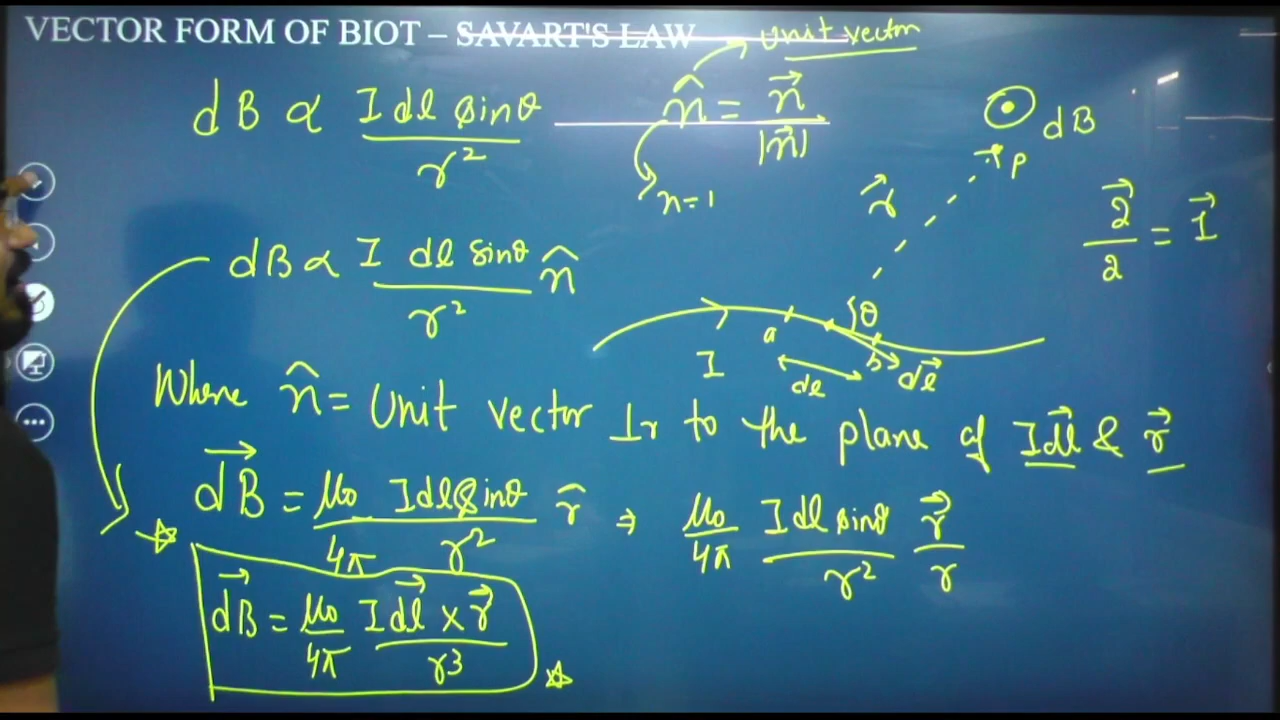 VECTOR FORM OF BIOT – SAVART'S LAW
unit vector
dB ∝ I dl sinθ / r²
n̂ = n⃗ / |n⃗|
n=1
dB
P
r⃗
2⃗ / 2 = 1⃗
dB ∝ I dl sinθ / r² n̂
I
a
θ
b
dl
dl⃗
Where n̂ = Unit vector ⊥r to the plane of Idl⃗ & r⃗
dB⃗ = μ₀ / 4π Idl sinθ / r² r̂ ⇒ μ₀ / 4π I dl sinθ / r² r⃗ / r
dB⃗ = μ₀ / 4π I dl⃗ × r⃗ / r³